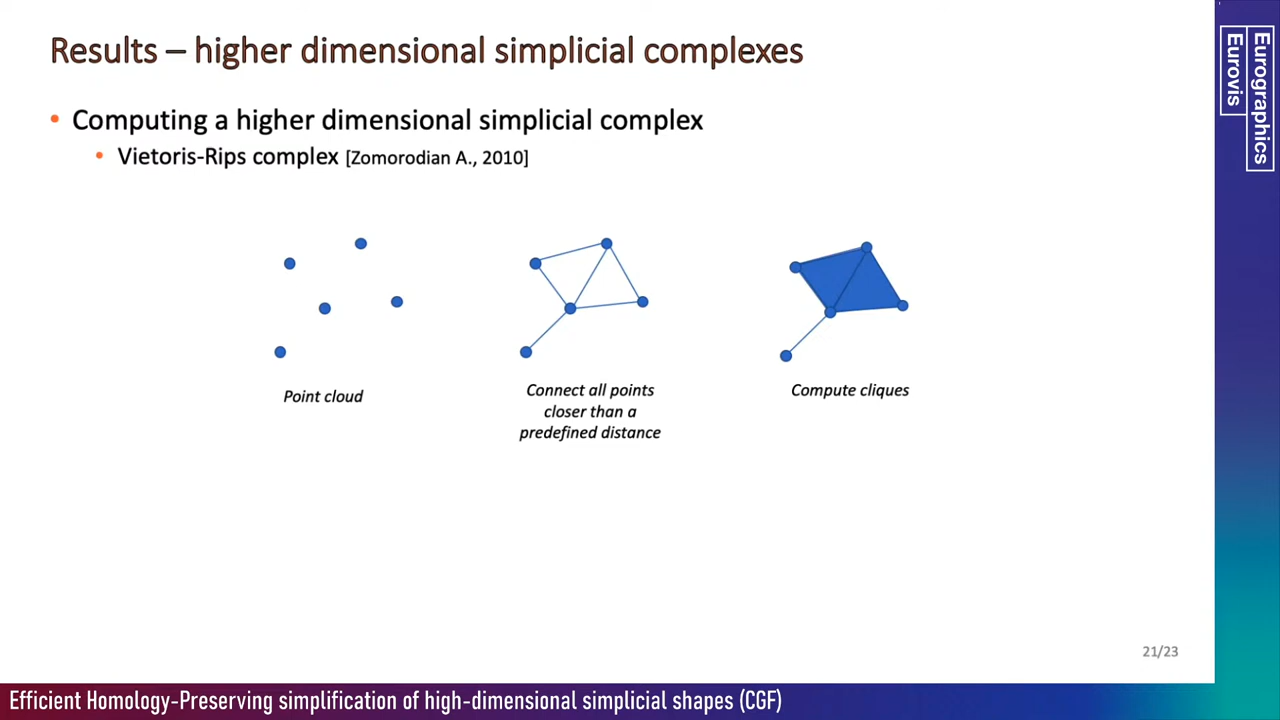 Results – higher dimensional simplicial complexes
• Computing a higher dimensional simplicial complex
• Vietoris-Rips complex [Zomorodian A., 2010]
Point cloud
Connect all points
closer than a
predefined distance
Compute cliques
21/23
Eurographics
Eurovis
Efficient Homology-Preserving simplification of high-dimensional simplicial shapes (CGF)